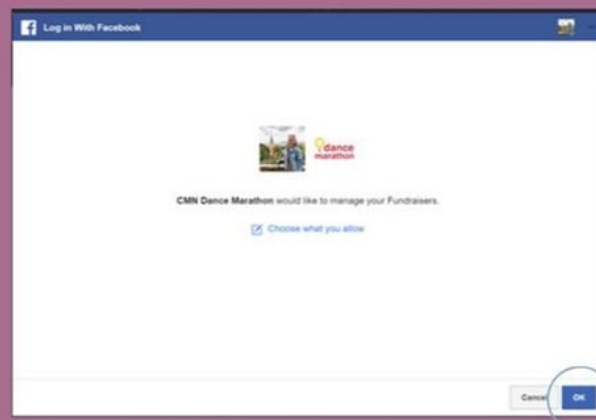 f Log in With Facebook
dance
marathon
CMN Dance Marathon would like to manage your Fundraisers.
Choose what you allow
Cancel
OK